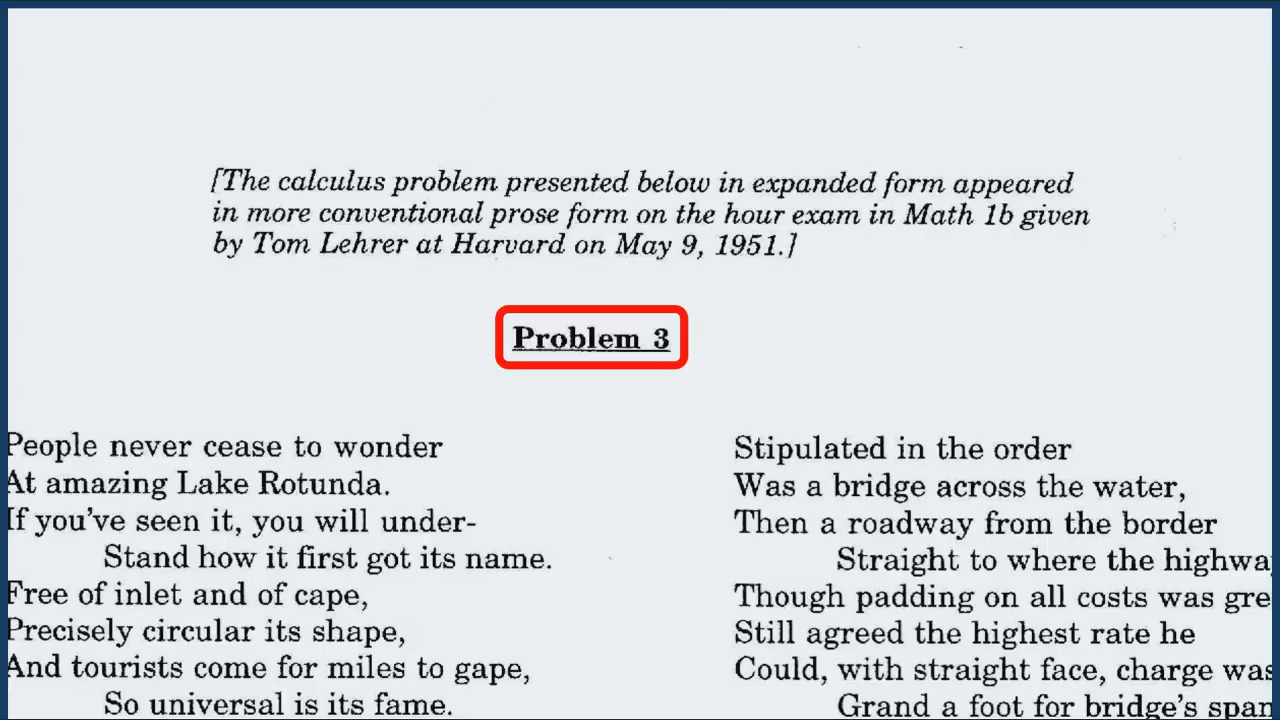 [The calculus problem presented below in expanded form appeared
in more conventional prose form on the hour exam in Math 1b given
by Tom Lehrer at Harvard on May 9, 1951.]
Problem 3
People never cease to wonder
At amazing Lake Rotunda.
If you've seen it, you will under-
Stand how it first got its name.
Free of inlet and of cape,
Precisely circular its shape,
And tourists come for miles to gape,
So universal is its fame.
Stipulated in the order
Was a bridge across the water,
Then a roadway from the border
Straight to where the highwa
Though padding on all costs was gre
Still agreed the highest rate he
Could, with straight face, charge was
Grand a foot for bridge's span